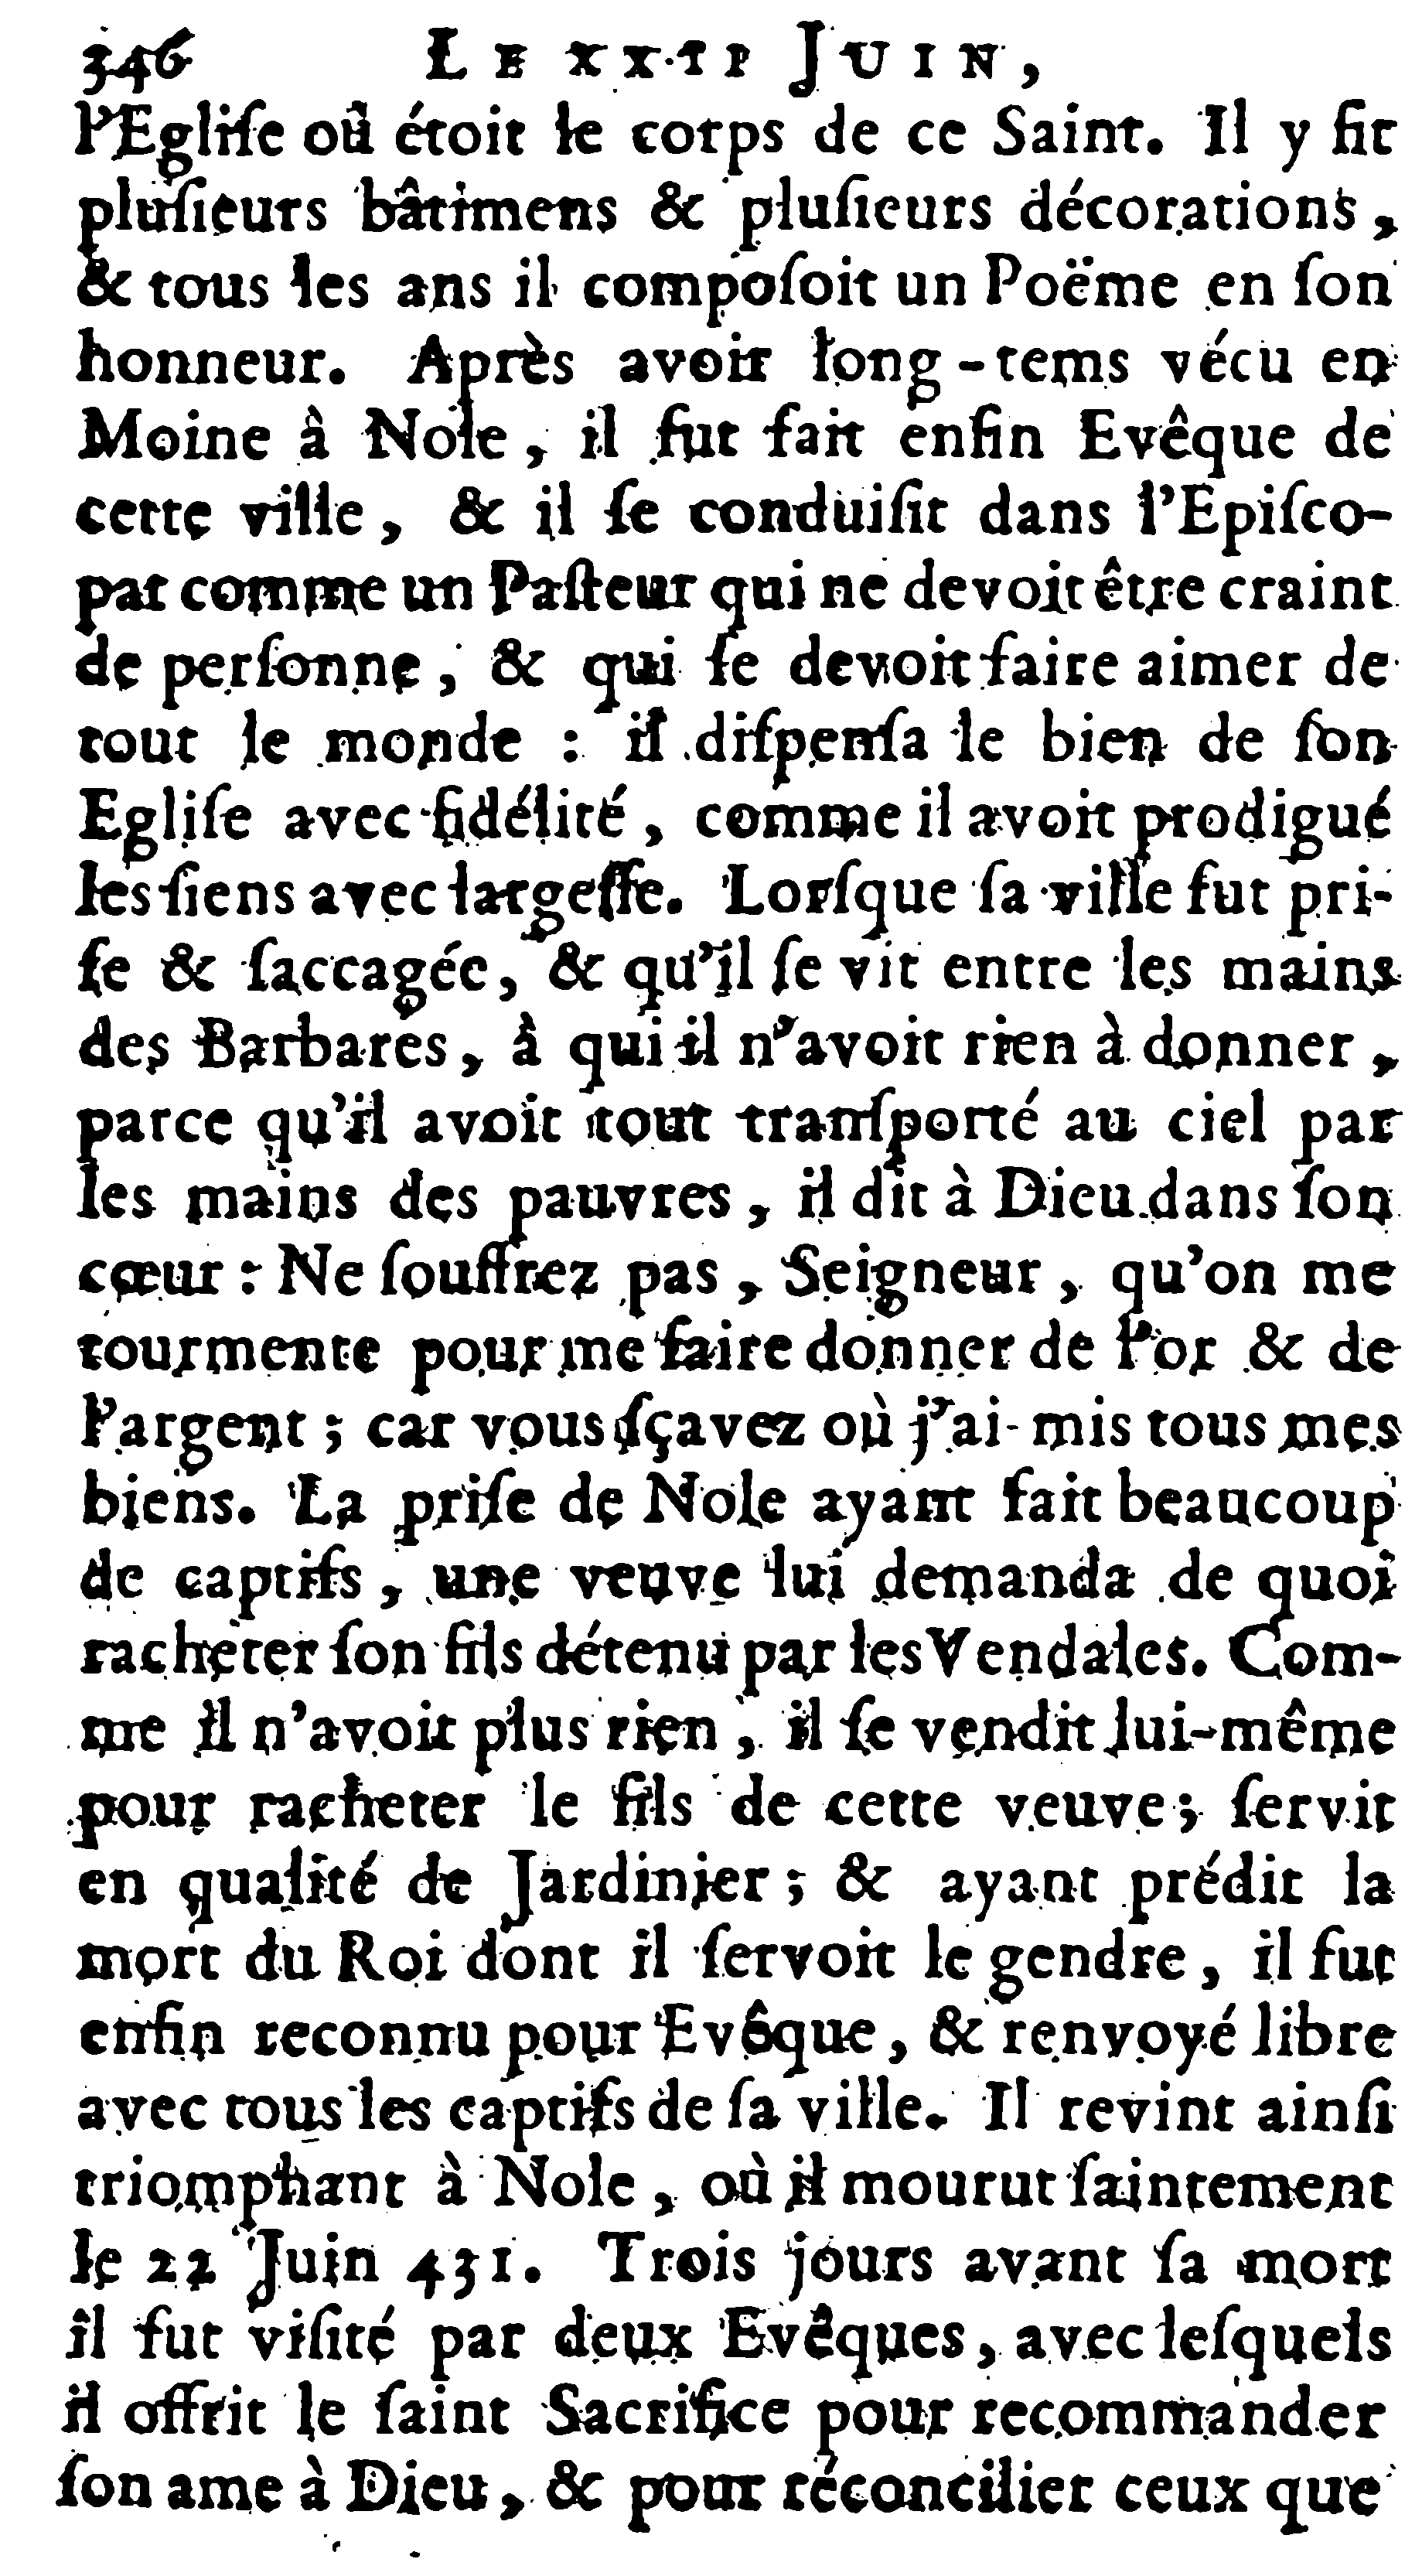 346 LE XXIIe JUIN,
l'Egliſe où étoit le corps de ce Saint. Il y fit
pluſieurs bâtimens & pluſieurs décorations,
& tous les ans il compoſoit un Poëme en ſon
honneur. Après avoir long-tems vécu en
Moine à Nole, il fut fait enfin Evêque de
cette ville, & il ſe conduiſit dans l'Epiſco-
pat comme un Paſteur qui ne devoit être craint
de perſonne, & qui ſe devoit faire aimer de
tout le monde : il diſpenſa le bien de ſon
Egliſe avec fidélité, comme il avoit prodigué
les ſiens avec largeſſe. Lorſque ſa ville fut pri-
ſe & ſaccagée, & qu'il ſe vit entre les mains
des Barbares, à qui il n'avoit rien à donner,
parce qu'il avoit tout tranſporté au ciel par
les mains des pauvres, il dit à Dieu dans ſon
cœur : Ne ſouffrez pas, Seigneur, qu'on me
tourmente pour me faire donner de l'or & de
l'argent ; car vous ſçavez où j'ai mis tous mes
biens. La priſe de Nole ayant fait beaucoup
de captifs, une veuve lui demanda de quoi
racheter ſon fils détenu par les Vendales. Com-
me il n'avoit plus rien, il ſe vendit lui-même
pour racheter le fils de cette veuve ; ſervit
en qualité de Jardinier ; & ayant prédit la
mort du Roi dont il ſervoit le gendre, il fut
enfin reconnu pour Evêque, & renvoyé libre
avec tous les captifs de ſa ville. Il revint ainſi
triomphant à Nole, où il mourut ſaintement
le 22 Juin 431. Trois jours avant ſa mort
il fut viſité par deux Evêques, avec leſquels
il offrit le ſaint Sacrifice pour recommander
ſon ame à Dieu, & pour réconcilier ceux que